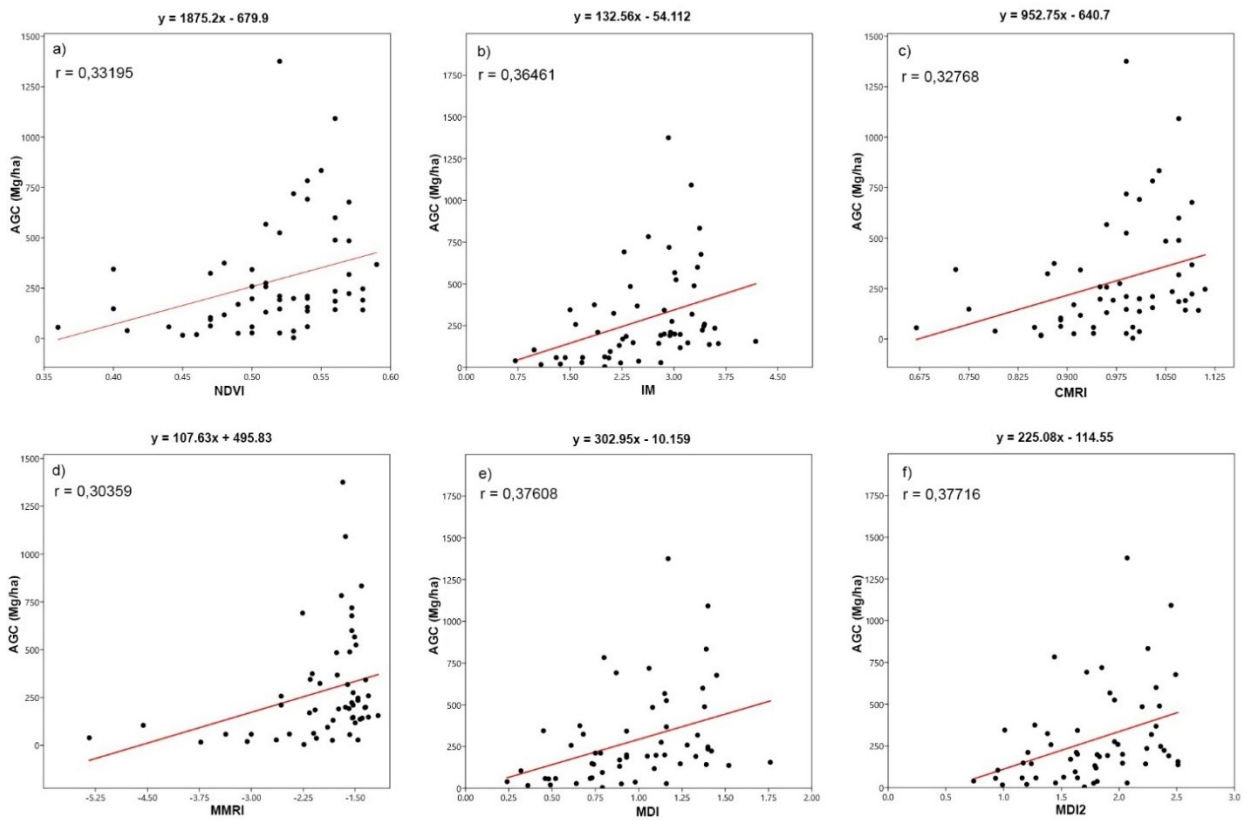 y = 1875.2x - 679.9
a)
r = 0,33195
AGC (Mg/ha)
1500
1250
1000
750
500
250
0
0.35
0.40
0.45
0.50
0.55
0.60
NDVI
y = 132.56x - 54.112
b)
r = 0,36461
AGC (Mg/ha)
1750
1500
1250
1000
750
500
250
0
0.00
0.75
1.50
2.25
3.00
3.75
4.50
IM
y = 952.75x - 640.7
c)
r = 0,32768
AGC (Mg/ha)
1500
1250
1000
750
500
250
0
0.675
0.750
0.825
0.900
0.975
1.050
1.125
CMRI
y = 107.63x + 495.83
d)
r = 0,30359
AGC (Mg/ha)
1500
1250
1000
750
500
250
0
-5.25
-4.50
-3.75
-3.00
-2.25
-1.50
MMRI
y = 302.95x - 10.159
e)
r = 0,37608
AGC (Mg/ha)
1750
1500
1250
1000
750
500
250
0
0.00
0.25
0.50
0.75
1.00
1.25
1.50
1.75
2.00
MDI
y = 225.08x - 114.55
f)
r = 0,37716
AGC (Mg/ha)
1750
1500
1250
1000
750
500
250
0
0.0
0.5
1.0
1.5
2.0
2.5
3.0
MDI2